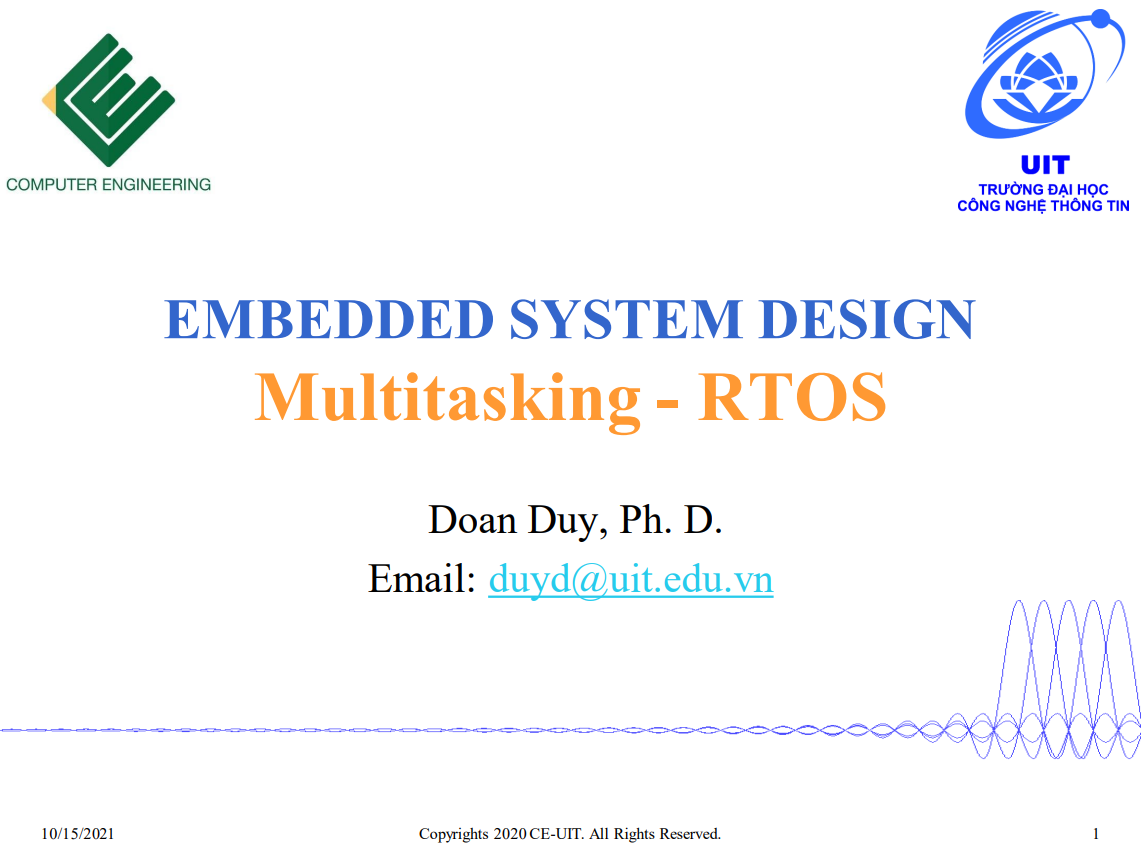 COMPUTER ENGINEERING
UIT
TRƯỜNG ĐẠI HỌC
CÔNG NGHỆ THÔNG TIN
EMBEDDED SYSTEM DESIGN
Multitasking - RTOS
Doan Duy, Ph. D.
Email: duyd@uit.edu.vn
10/15/2021
Copyrights 2020 CE-UIT. All Rights Reserved.
1